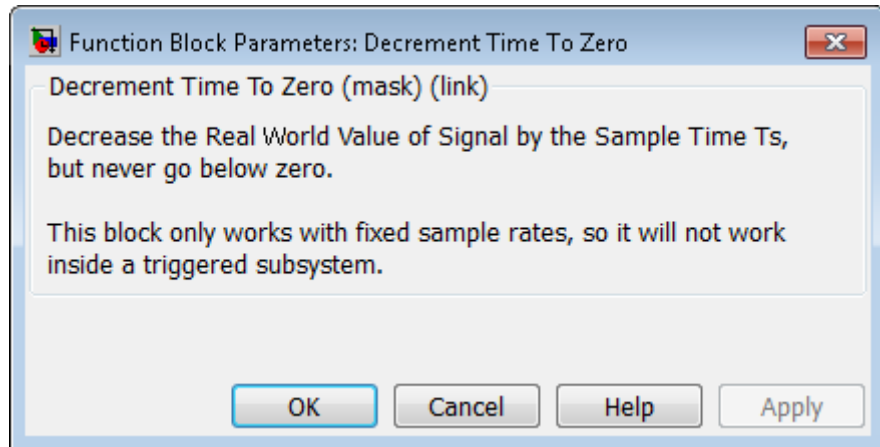 Function Block Parameters: Decrement Time To Zero
Decrement Time To Zero (mask) (link)
Decrease the Real World Value of Signal by the Sample Time Ts,
but never go below zero.
This block only works with fixed sample rates, so it will not work
inside a triggered subsystem.
OK Cancel Help Apply